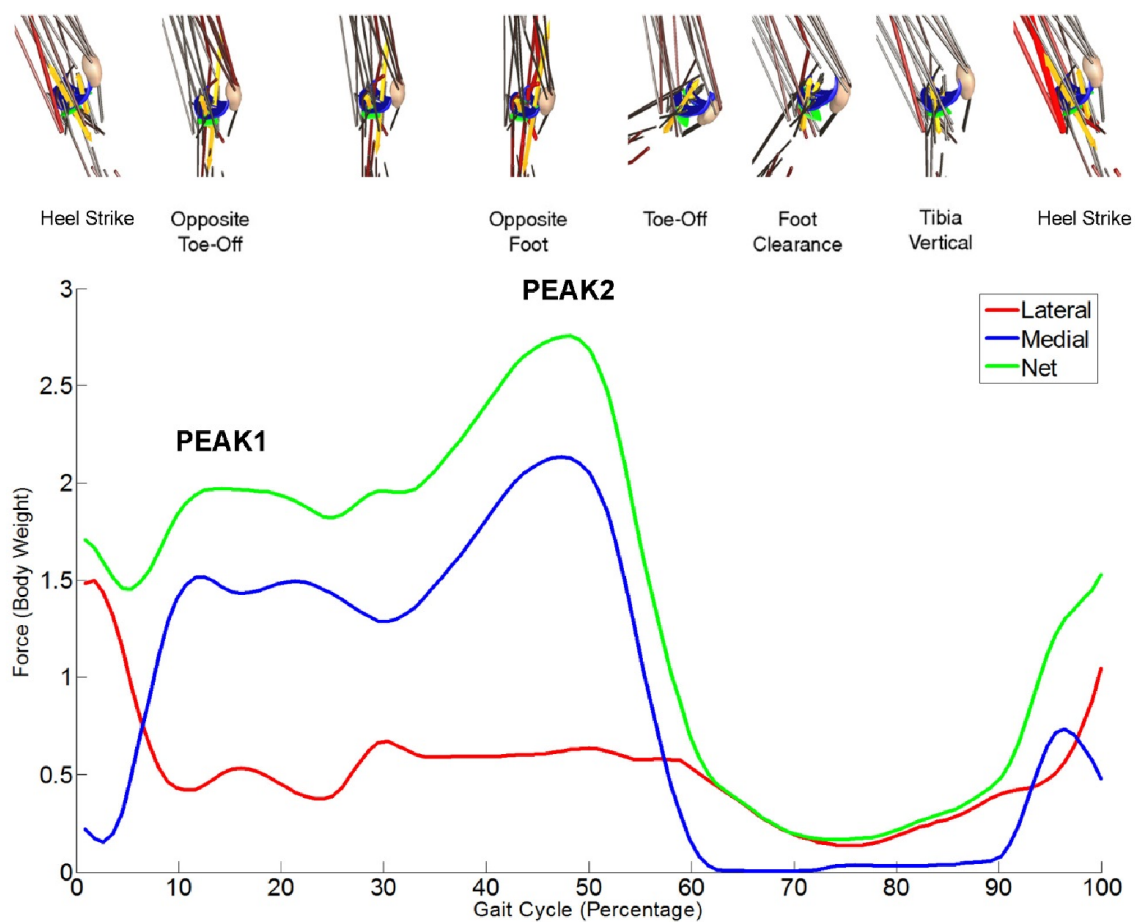 Heel Strike
Opposite
Toe-Off
Opposite
Foot
Toe-Off
Foot
Clearance
Tibia
Vertical
Heel Strike
PEAK1
PEAK2
Lateral
Medial
Net
3
2.5
2
1.5
1
0.5
0
Force (Body Weight)
0 10 20 30 40 50 60 70 80 90 100
Gait Cycle (Percentage)